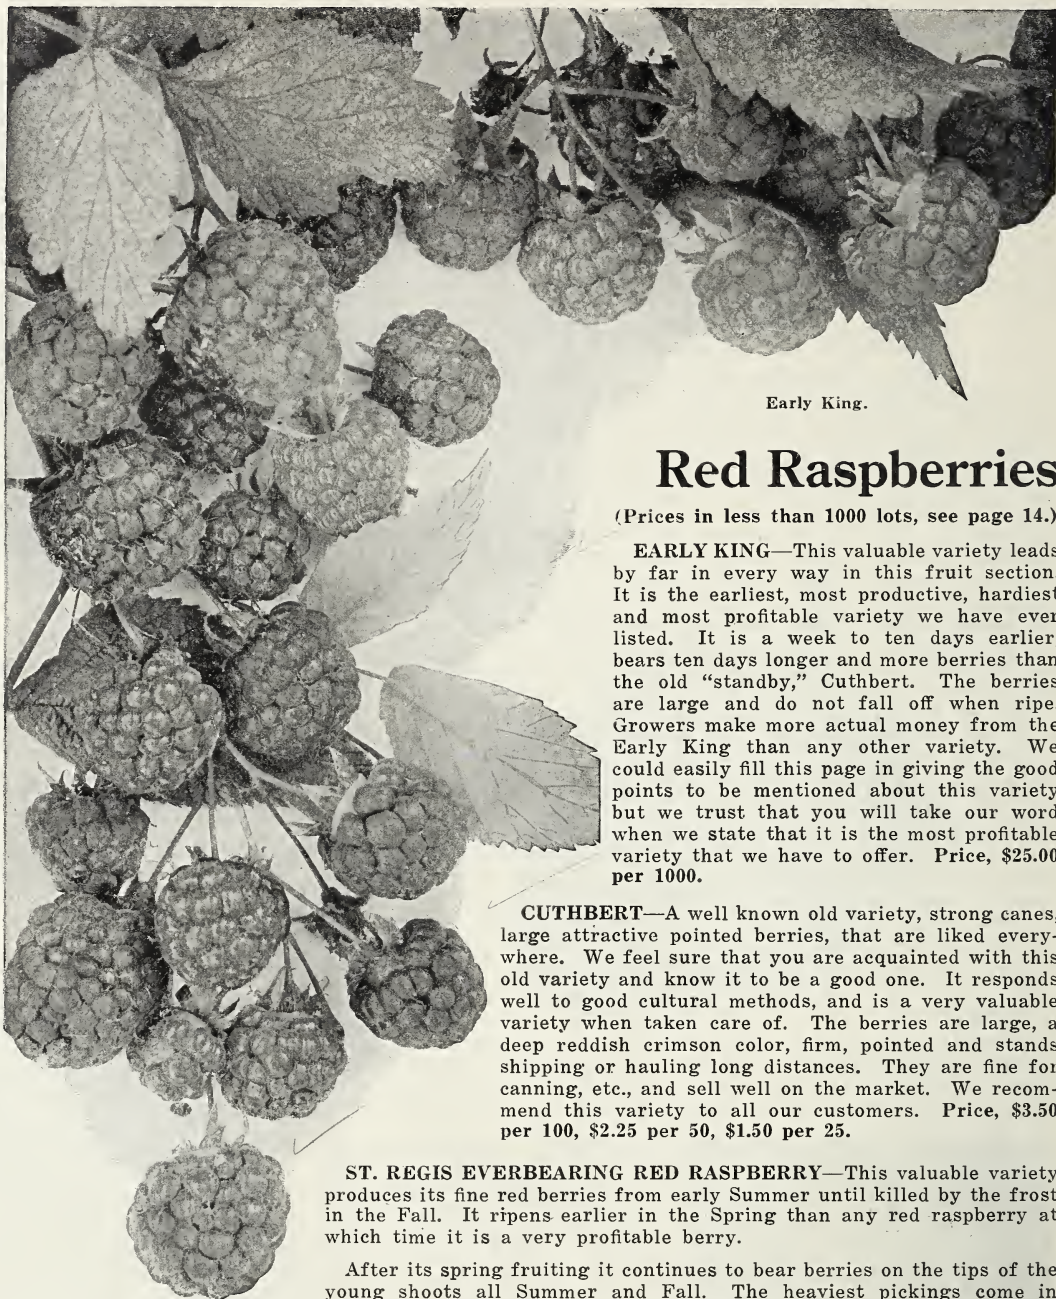 Early King.
Red Raspberries
(Prices in less than 1000 lots, see page 14.)
EARLY KING—This valuable variety leads
by far in every way in this fruit section
It is the earliest, most productive, hardiest
and most profitable variety we have ever
listed. It is a week to ten days earlier
bears ten days longer and more berries than
the old “standby,” Cuthbert. The berries
are large and do not fall off when ripe
Growers make more actual money from the
Early King than any other variety. We
could easily fill this page in giving the good
points to be mentioned about this variety
but we trust that you will take our word
when we state that it is the most profitable
variety that we have to offer. Price, $25.00
per 1000.
CUTHBERT—A well known old variety, strong canes,
large attractive pointed berries, that are liked every-
where. We feel sure that you are acquainted with this
old variety and know it to be a good one. It responds
well to good cultural methods, and is a very valuable
variety when taken care of. The berries are large, a
deep reddish crimson color, firm, pointed and stands
shipping or hauling long distances. They are fine for
canning, etc., and sell well on the market. We recom-
mend this variety to all our customers. Price, $3.50
per 100, $2.25 per 50, $1.50 per 25.
ST. REGIS EVERBEARING RED RASPBERRY—This valuable variety
produces its fine red berries from early Summer until killed by the frost
in the Fall. It ripens earlier in the Spring than any red raspberry at
which time it is a very profitable berry.
After its spring fruiting it continues to bear berries on the tips of the
young shoots all Summer and Fall. The heaviest pickings come in